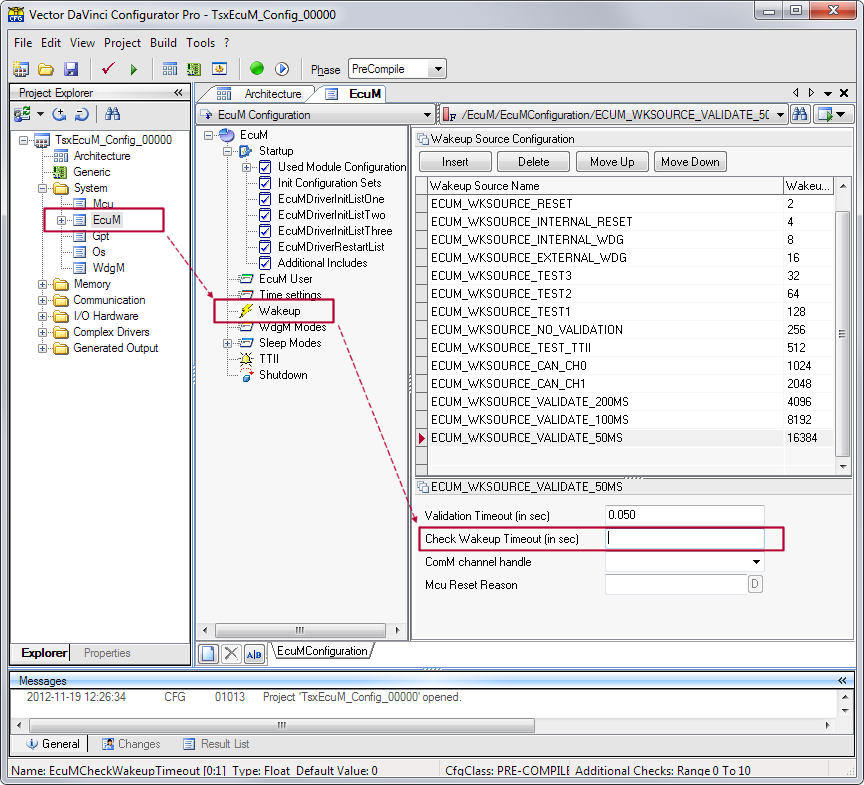 Vector DaVinci Configurator Pro - TsxEcuM_Config_00000
File Edit View Project Build Tools ?
Phase PreCompile
Project Explorer
TsxEcuM_Config_00000
Architecture
Generic
System
Mcu
EcuM
Gpt
Os
WdgM
Memory
Communication
I/O Hardware
Complex Drivers
Generated Output
Explorer Properties
Architecture EcuM
EcuM Configuration
/EcuM/EcuMConfiguration/ECUM_WKSOURCE_VALIDATE_50
EcuM
Startup
Used Module Configuration
Init Configuration Sets
EcuMDriverInitListOne
EcuMDriverInitListTwo
EcuMDriverInitListThree
EcuMDriverRestartList
Additional Includes
EcuM User
Time settings
Wakeup
WdgM Modes
Sleep Modes
TTII
Shutdown
A|B
EcuMConfiguration
Wakeup Source Configuration
Insert Delete Move Up Move Down
Wakeup Source Name Wakeu...
ECUM_WKSOURCE_RESET 2
ECUM_WKSOURCE_INTERNAL_RESET 4
ECUM_WKSOURCE_INTERNAL_WDG 8
ECUM_WKSOURCE_EXTERNAL_WDG 16
ECUM_WKSOURCE_TEST3 32
ECUM_WKSOURCE_TEST2 64
ECUM_WKSOURCE_TEST1 128
ECUM_WKSOURCE_NO_VALIDATION 256
ECUM_WKSOURCE_TEST_TTII 512
ECUM_WKSOURCE_CAN_CH0 1024
ECUM_WKSOURCE_CAN_CH1 2048
ECUM_WKSOURCE_VALIDATE_200MS 4096
ECUM_WKSOURCE_VALIDATE_100MS 8192
ECUM_WKSOURCE_VALIDATE_50MS 16384
ECUM_WKSOURCE_VALIDATE_50MS
Validation Timeout (in sec) 0.050
Check Wakeup Timeout (in sec)
ComM channel handle
Mcu Reset Reason D
Messages
2012-11-19 12:26:34 CFG 01013 Project 'TsxEcuM_Config_00000' opened.
General Changes Result List
Name: EcuMCheckWakeupTimeout [0:1] Type: Float Default Value: 0 CfgClass: PRE-COMPILE Additional Checks: Range 0 To 10